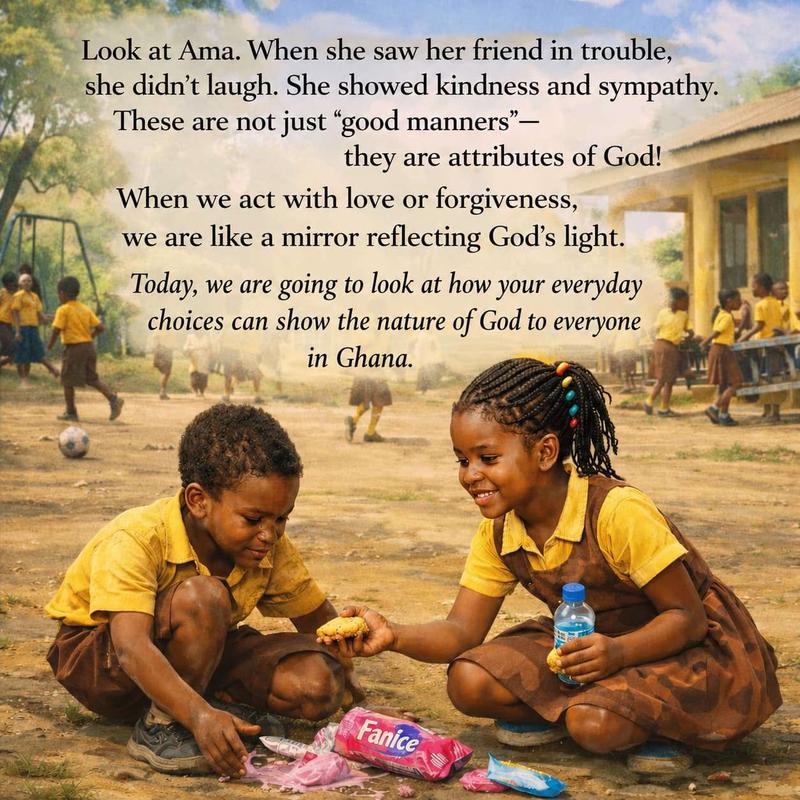 Look at Ama. When she saw her friend in trouble,
she didn’t laugh. She showed kindness and sympathy.
These are not just “good manners”—
they are attributes of God!
When we act with love or forgiveness,
we are like a mirror reflecting God’s light.
Today, we are going to look at how your everyday
choices can show the nature of God to everyone
in Ghana.
Fanice